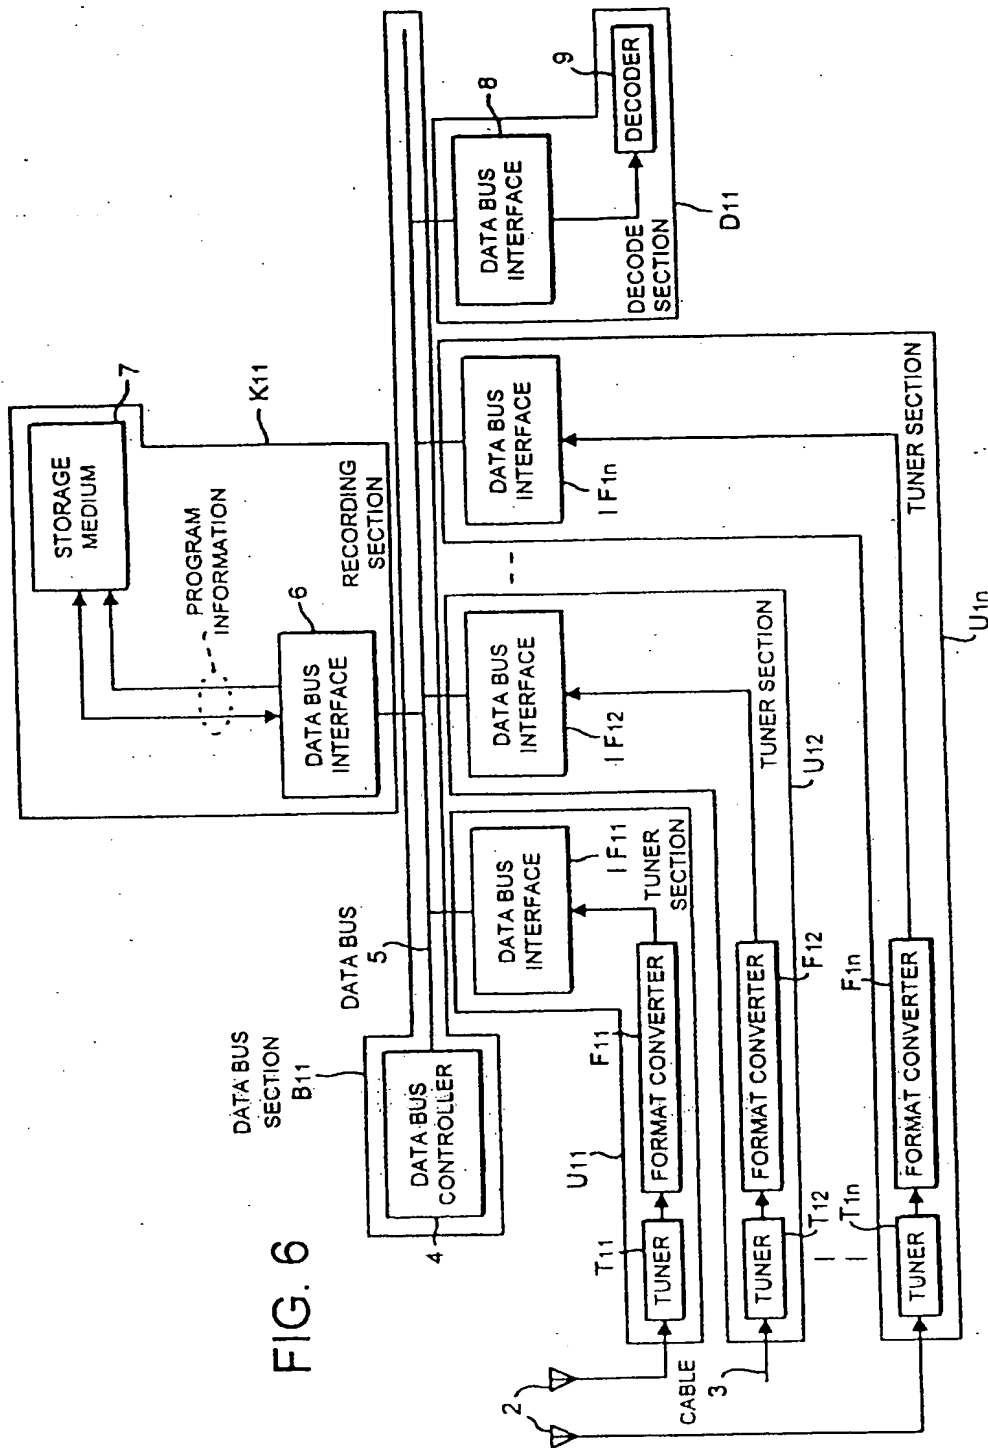 FIG. 6
DATA BUS
SECTION
B11
DATA BUS
5
DATA BUS
CONTROLLER
4
STORAGE
MEDIUM
7
PROGRAM
INFORMATION
K11
RECORDING
SECTION
DATA BUS
INTERFACE
6
DATA BUS
INTERFACE
IF11
TUNER
SECTION
U11
TUNER
T11
FORMAT CONVERTER
F11
DATA BUS
INTERFACE
IF12
TUNER SECTION
U12
TUNER
T12
FORMAT CONVERTER
F12
DATA BUS
INTERFACE
IF1n
TUNER SECTION
U1n
TUNER
T1n
FORMAT CONVERTER
F1n
DATA BUS
INTERFACE
8
DECODER
9
DECODE
SECTION
D11
2
CABLE
3